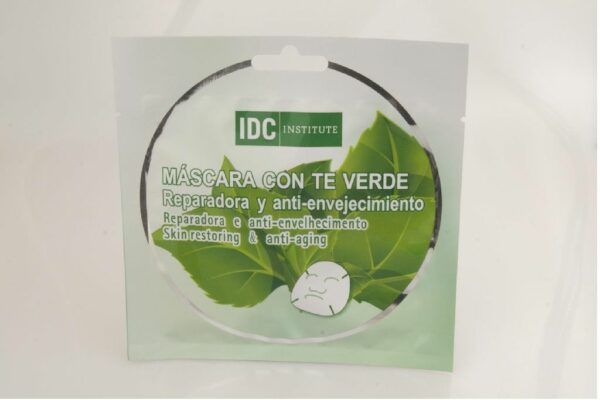 IDC INSTITUTE
MÁSCARA CON TE VERDE
Reparadora y anti-envejecimiento
Reparadora e anti-envelhecimento
Skin restoring & anti-aging